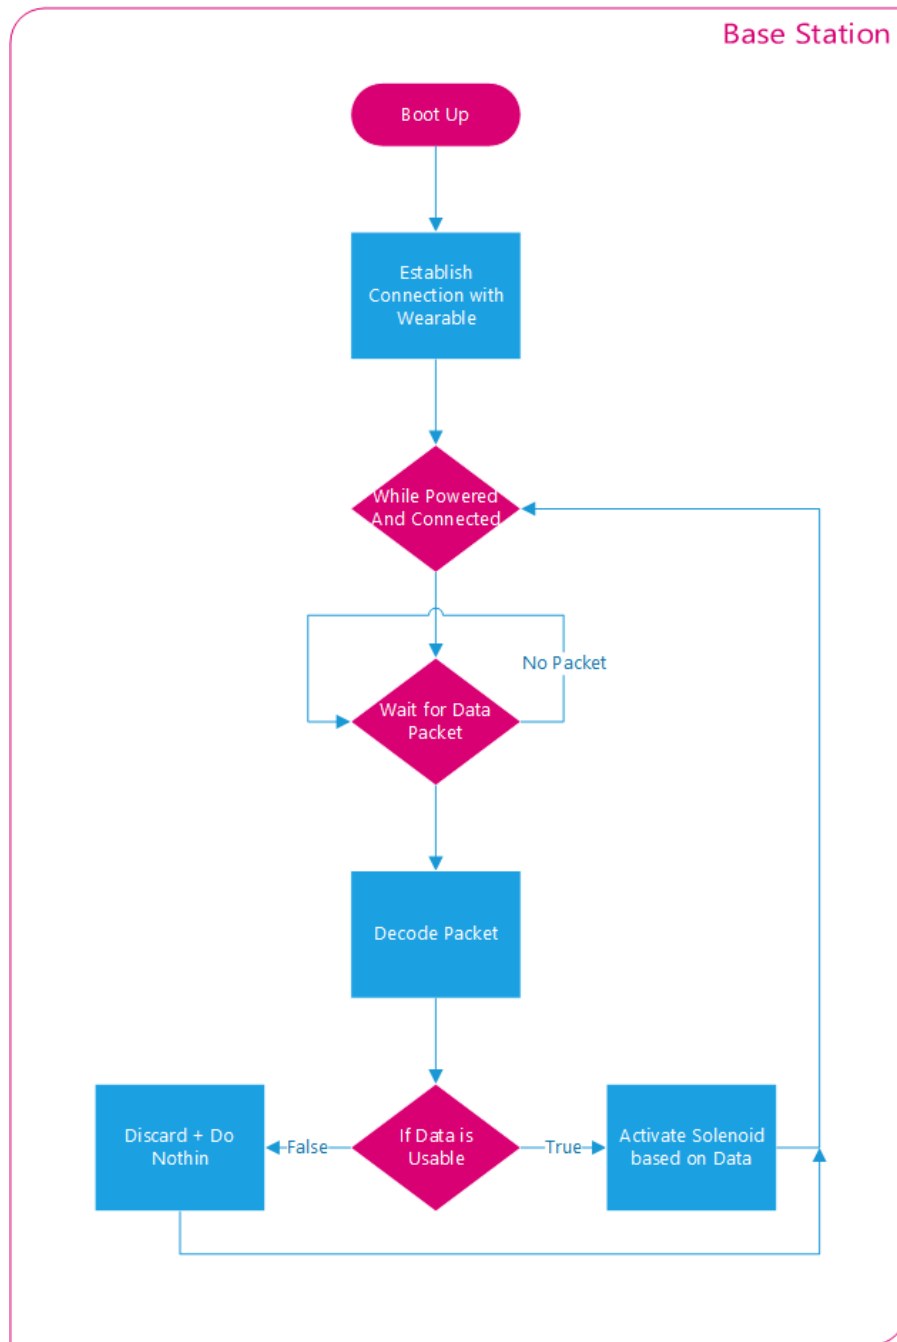 Base Station
Boot Up
Establish
Connection with
Wearable
While Powered
And Connected
No Packet
Wait for Data
Packet
Decode Packet
Discard + Do
Nothin
False
If Data is
Usable
True
Activate Solenoid
based on Data